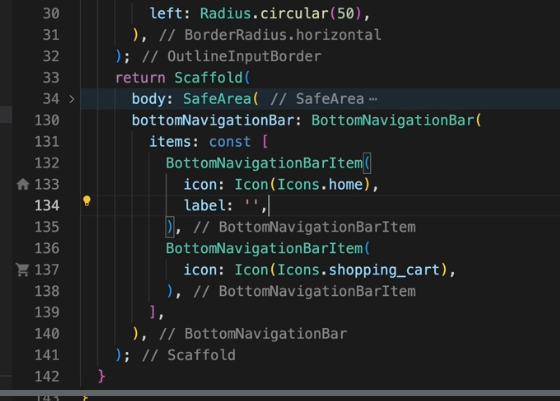 30 left: Radius.circular(50),
31 ), // BorderRadius.horizontal
32 ); // OutlineInputBorder
33 return Scaffold(
34 > body: SafeArea( // SafeArea ⋯
130 bottomNavigationBar: BottomNavigationBar(
131 items: const [
132 BottomNavigationBarItem(
133 icon: Icon(Icons.home),
134 label: '',
135 ), // BottomNavigationBarItem
136 BottomNavigationBarItem(
137 icon: Icon(Icons.shopping_cart),
138 ), // BottomNavigationBarItem
139 ],
140 ), // BottomNavigationBar
141 ); // Scaffold
142 }
143 }